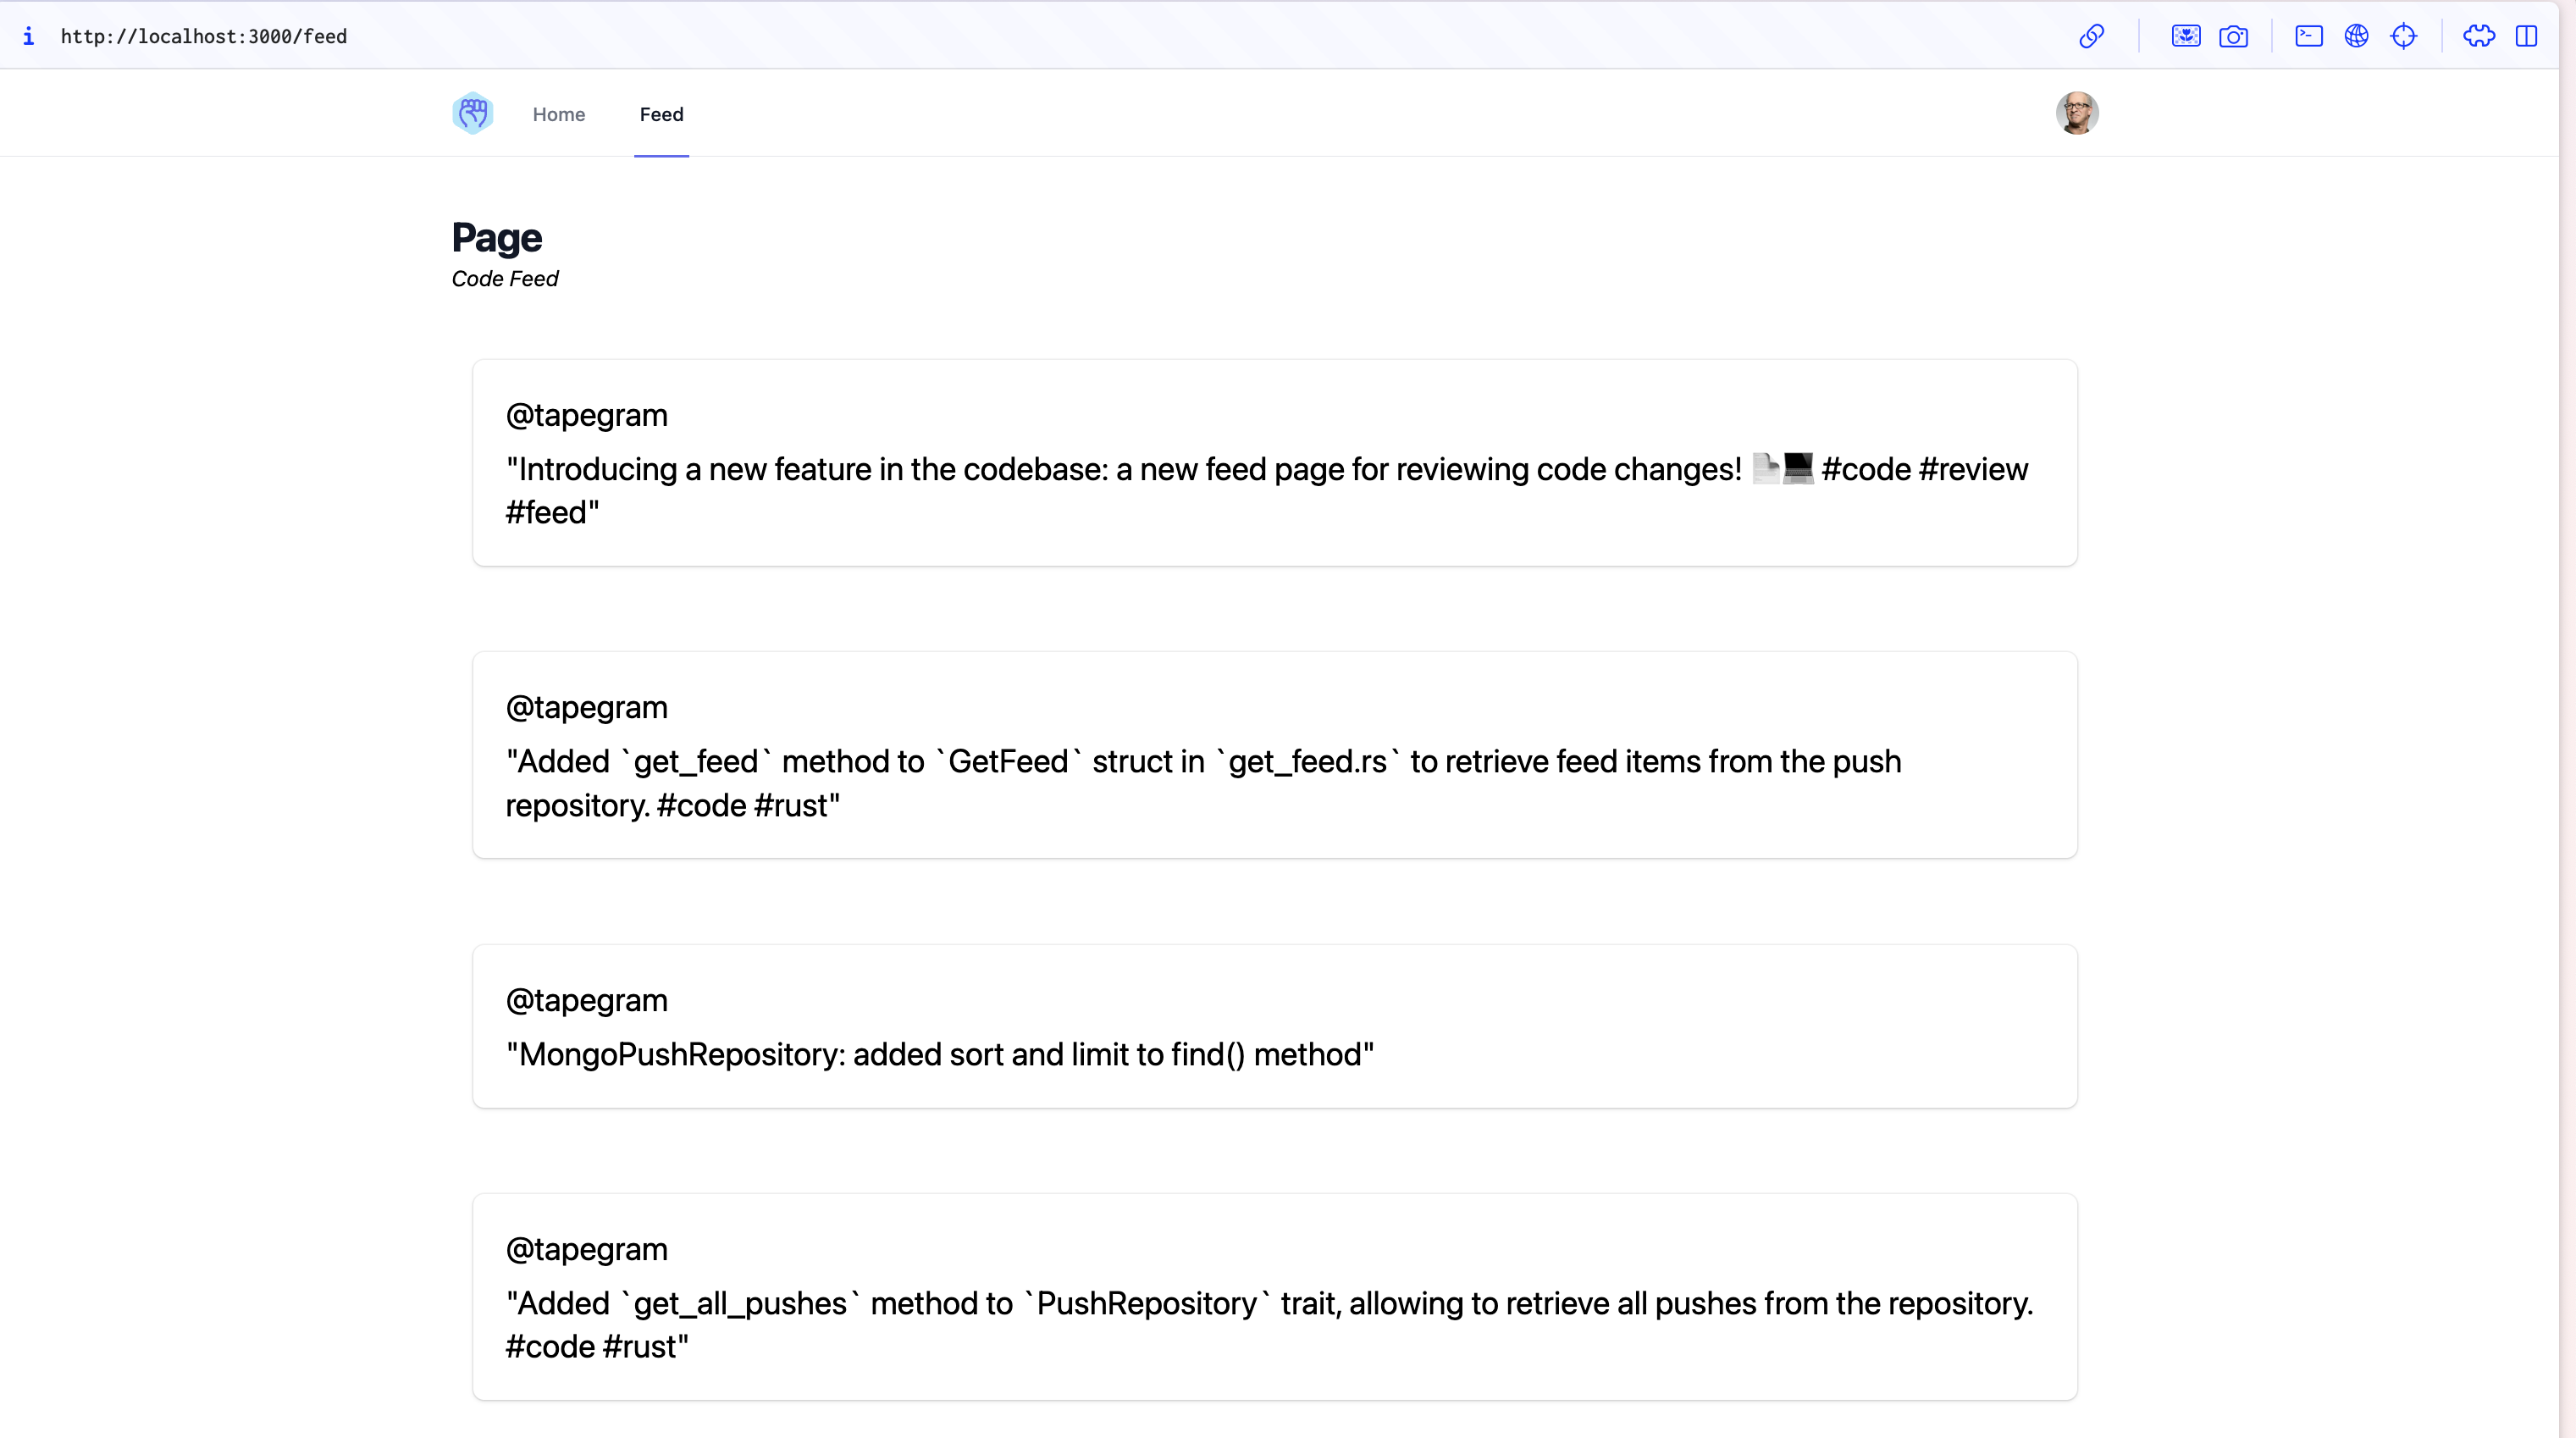 i http://localhost:3000/feed
Home Feed
Page
Code Feed
@tapegram
"Introducing a new feature in the codebase: a new feed page for reviewing code changes! 📄💻 #code #review
#feed"
@tapegram
"Added `get_feed` method to `GetFeed` struct in `get_feed.rs` to retrieve feed items from the push
repository. #code #rust"
@tapegram
"MongoPushRepository: added sort and limit to find() method"
@tapegram
"Added `get_all_pushes` method to `PushRepository` trait, allowing to retrieve all pushes from the repository.
#code #rust"